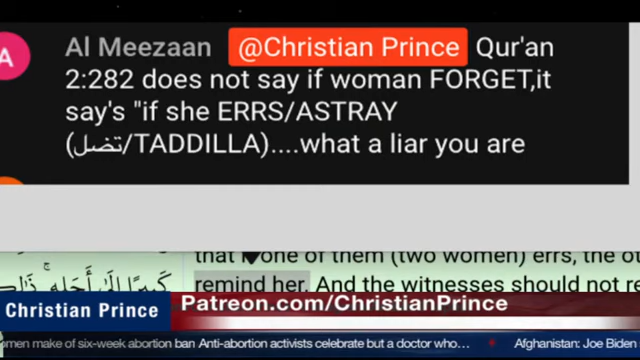 A
Al Meezaan @Christian Prince Qur'an
2:282 does not say if woman FORGET,it
say's "if she ERRS/ASTRAY
(تضل/TADDILLA)....what a liar you are
that one of them (two women) errs, the ot
remind her. And the witnesses should not re
كَبِيرًا إِلَىٰ أَجَلِهِ ۚ ذَٰلِ
Christian Prince
Patreon.com/ChristianPrince
omen make of six-week abortion ban Anti-abortion activists celebrate but a doctor who...
Afghanistan: Joe Biden